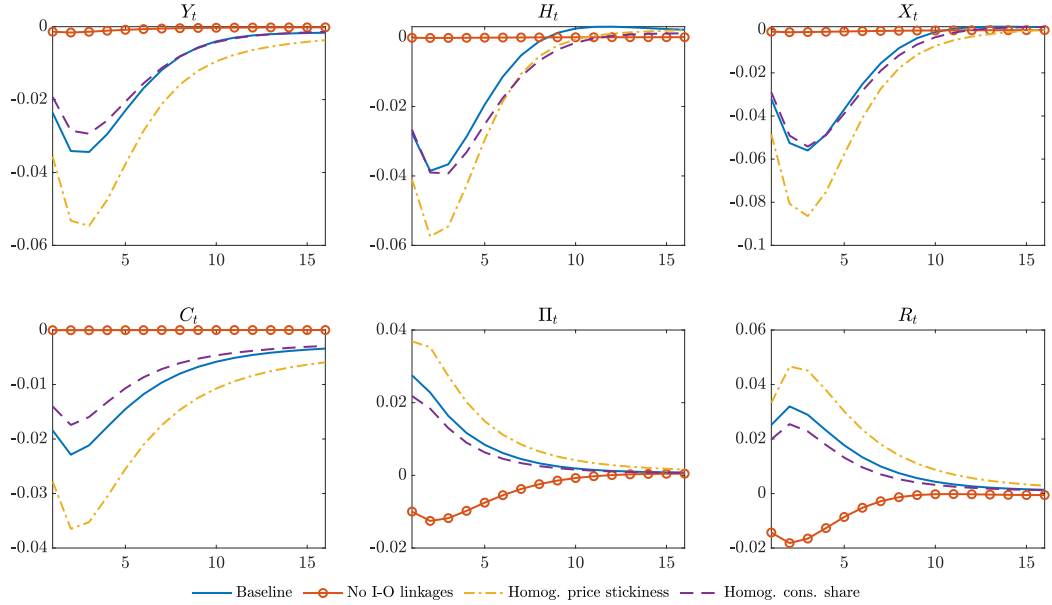 Y_t H_t X_t
0 0 0
-0.02 -0.02 -0.02
-0.04 -0.04 -0.04
-0.06 -0.06 -0.06
-0.08
-0.1
5 10 15 5 10 15 5 10 15
C_t Π_t R_t
0 0.04 0.06
-0.01 0.02 0.04
-0.02 0 0.02
-0.03 -0.02 0
-0.04 -0.02
5 10 15 5 10 15 5 10 15
Baseline No I-O linkages Homog. price stickiness Homog. cons. share